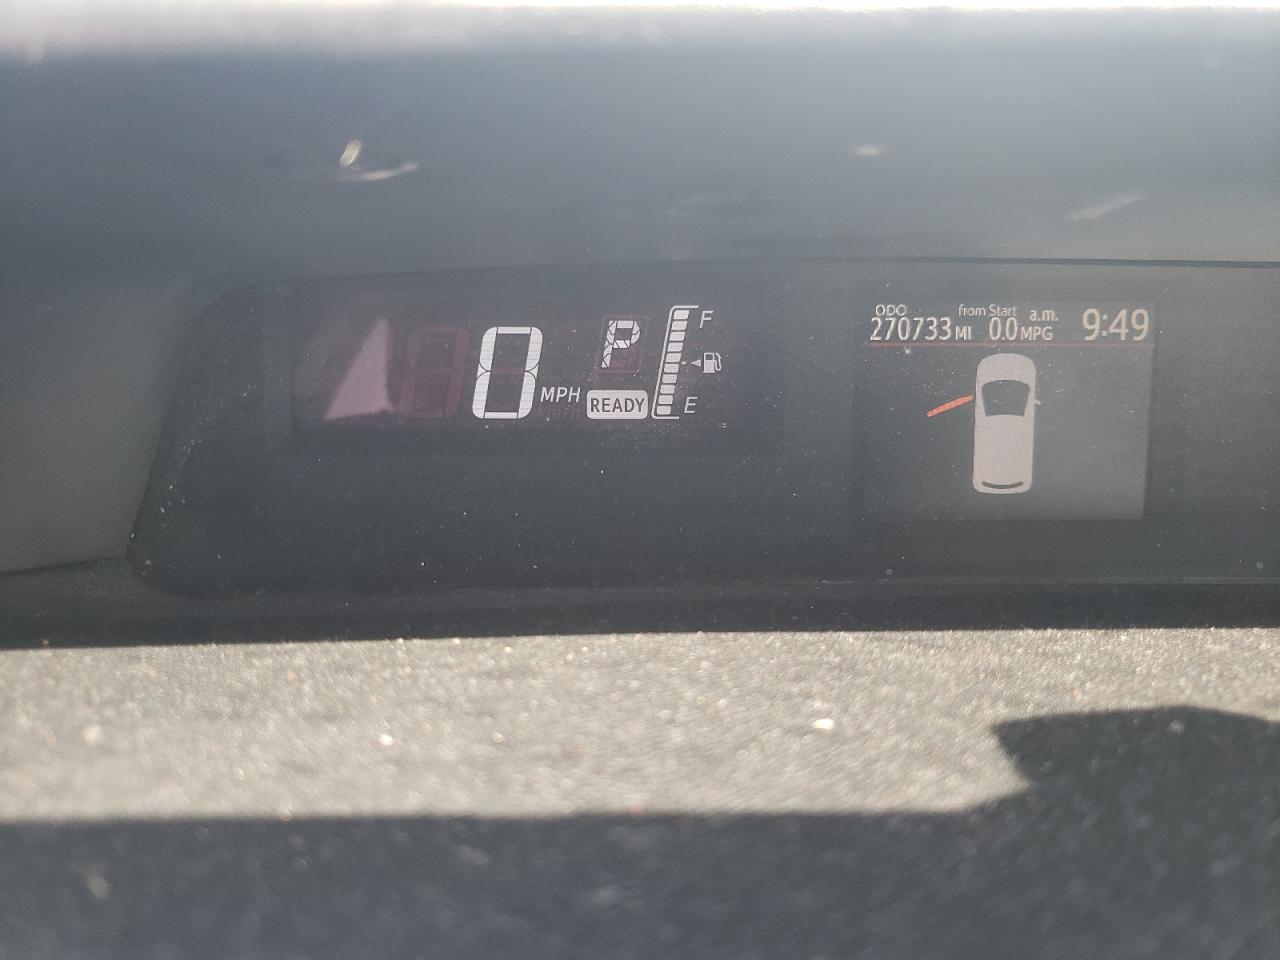 0 MPH
P
READY
F
E
ODO from Start a.m.
270733 MI 0.0 MPG 9:49